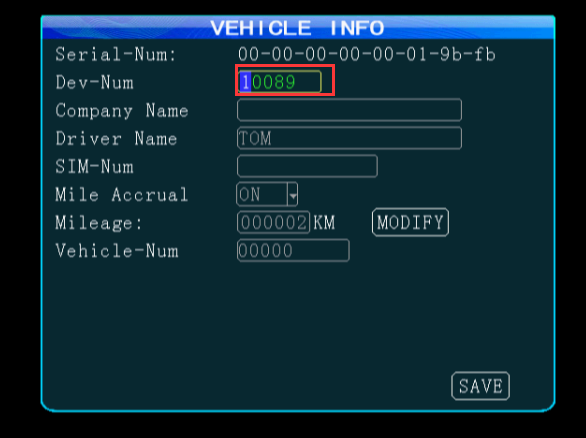 VEHICLE INFO
Serial-Num: 00-00-00-00-00-01-9b-fb
Dev-Num 10089
Company Name
Driver Name TOM
SIM-Num
Mile Accrual ON
Mileage: 000002 KM MODIFY
Vehicle-Num 00000
SAVE